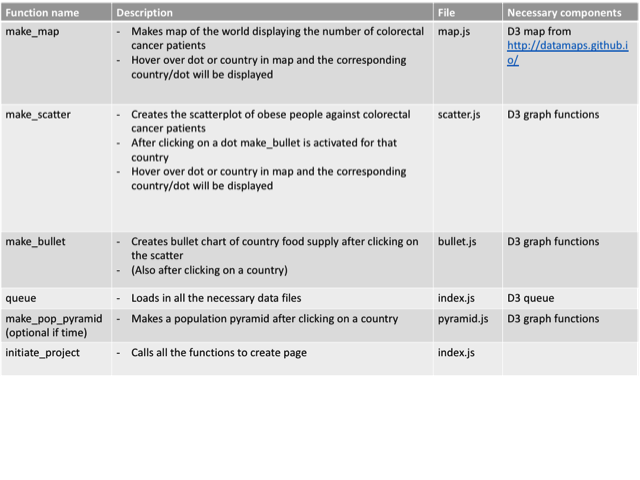 Function name Description File Necessary components
make_map - Makes map of the world displaying the number of colorectal map.js D3 map from
cancer patients http://datamaps.github.i
- Hover over dot or country in map and the corresponding o/
country/dot will be displayed
make_scatter - Creates the scatterplot of obese people against colorectal scatter.js D3 graph functions
cancer patients
- After clicking on a dot make_bullet is activated for that
country
- Hover over dot or country in map and the corresponding
country/dot will be displayed
make_bullet - Creates bullet chart of country food supply after clicking on bullet.js D3 graph functions
the scatter
- (Also after clicking on a country)
queue - Loads in all the necessary data files index.js D3 queue
make_pop_pyramid - Makes a population pyramid after clicking on a country pyramid.js D3 graph functions
(optional if time)
initiate_project - Calls all the functions to create page index.js